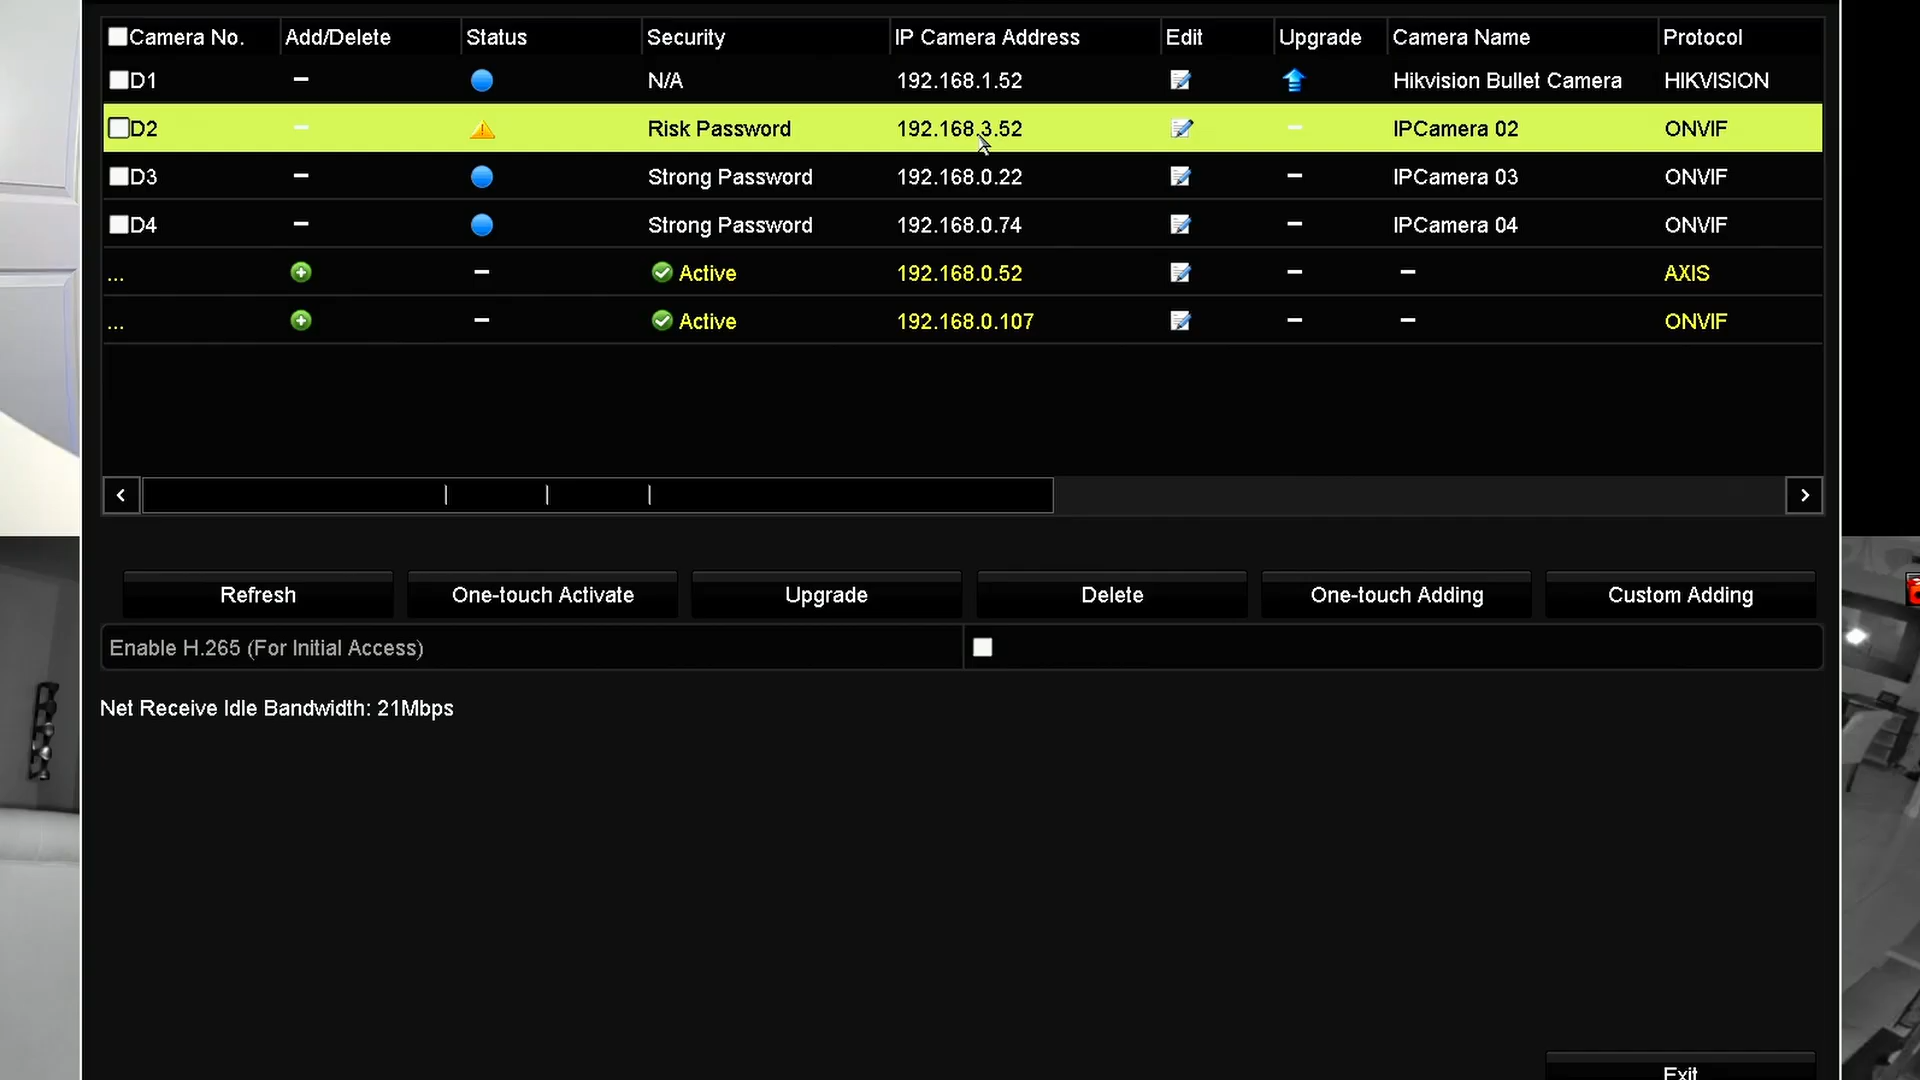 Camera No. Add/Delete Status Security IP Camera Address Edit Upgrade Camera Name Protocol
D1 – N/A 192.168.1.52 Hikvision Bullet Camera HIKVISION
D2 – Risk Password 192.168.3.52 – IPCamera 02 ONVIF
D3 – Strong Password 192.168.0.22 – IPCamera 03 ONVIF
D4 – Strong Password 192.168.0.74 – IPCamera 04 ONVIF
... – Active 192.168.0.52 – – AXIS
... – Active 192.168.0.107 – – ONVIF
Refresh One-touch Activate Upgrade Delete One-touch Adding Custom Adding
Enable H.265 (For Initial Access)
Net Receive Idle Bandwidth: 21Mbps
Exit